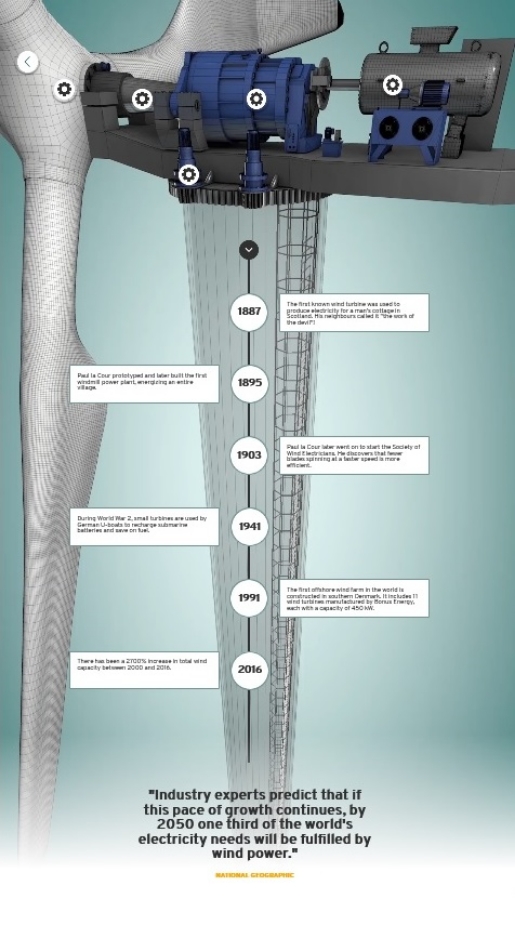 1887
The first known wind turbine was used to
produce electricity for a man's cottage in
Scotland. His neighbours called it "the work of
the devil"!
1895
Paul la Cour prototyped and later built the first
windmill power plant, energizing an entire
village.
1903
Paul la Cour later went on to start the Society of
Wind Electricians. He discovers that fewer
blades spinning at a faster speed is more
efficient.
1941
During World War 2, small turbines are used by
German U-boats to recharge submarine
batteries and save on fuel.
1991
The first offshore wind farm in the world is
constructed in southern Denmark. It includes 11
wind turbines manufactured by Bonus Energy,
each with a capacity of 450 kW.
2016
There has been a 2700% increase in total wind
capacity between 2000 and 2016.
"Industry experts predict that if
this pace of growth continues, by
2050 one third of the world's
electricity needs will be fulfilled by
wind power."
NATIONAL GEOGRAPHIC